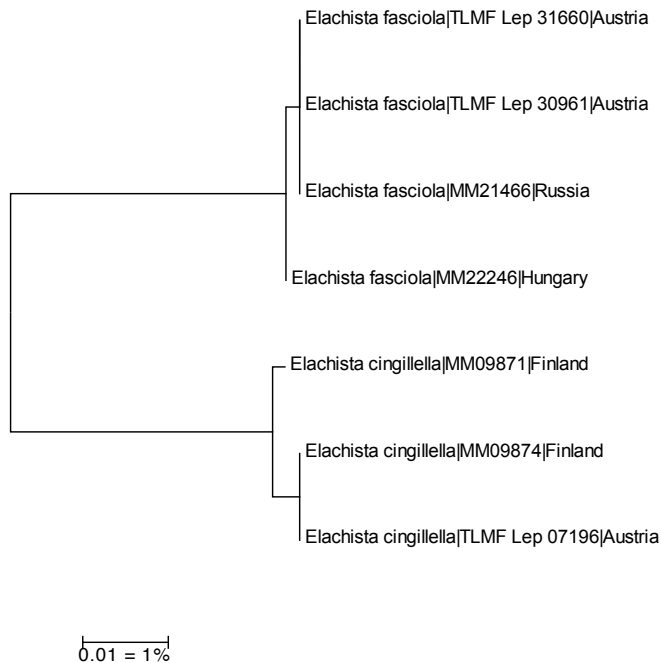 Elachista fasciola|TLMF Lep 31660|Austria
Elachista fasciola|TLMF Lep 30961|Austria
Elachista fasciola|MM21466|Russia
Elachista fasciola|MM22246|Hungary
Elachista cingillella|MM09871|Finland
Elachista cingillella|MM09874|Finland
Elachista cingillella|TLMF Lep 07196|Austria
0.01 = 1%